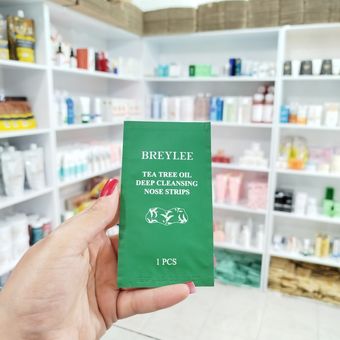 BREYLEE
TEA TREE OIL
DEEP CLEANSING
NOSE STRIPS
1 PCS